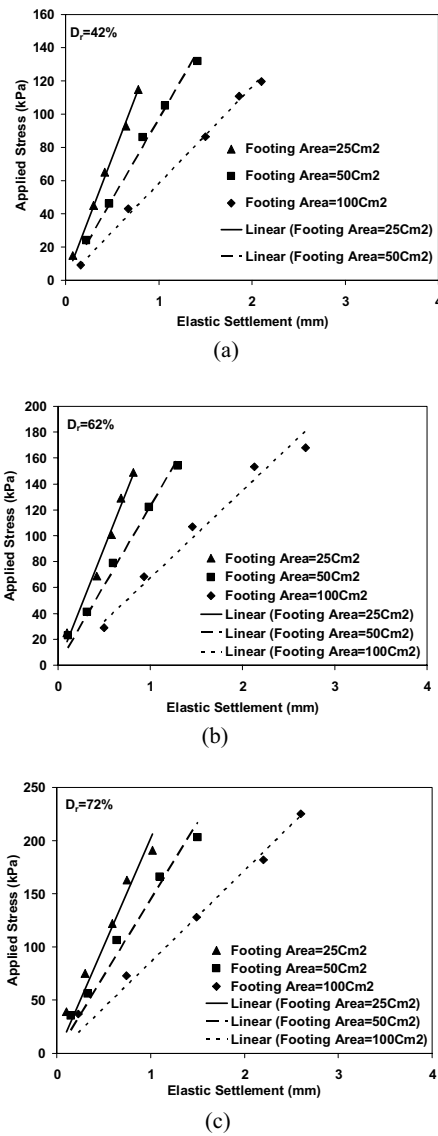 160
140
120
100
80
60
40
20
0
Applied Stress (kPa)
Dr=42%
Footing Area=25Cm2
Footing Area=50Cm2
Footing Area=100Cm2
Linear (Footing Area=25Cm2)
Linear (Footing Area=50Cm2)
0 1 2 3 4
Elastic Settlement (mm)
(a)
200
180
160
140
120
100
80
60
40
20
0
Applied Stress (kPa)
Dr=62%
Footing Area=25Cm2
Footing Area=50Cm2
Footing Area=100Cm2
Linear (Footing Area=25Cm2)
Linear (Footing Area=50Cm2)
Linear (Footing Area=100Cm2)
0 1 2 3 4
Elastic Settlement (mm)
(b)
250
200
150
100
50
0
Applied Stress (kPa)
Dr=72%
Footing Area=25Cm2
Footing Area=50Cm2
Footing Area=100Cm2
Linear (Footing Area=25Cm2)
Linear (Footing Area=50Cm2)
Linear (Footing Area=100Cm2)
0 1 2 3 4
Elastic Settlement (mm)
(c)